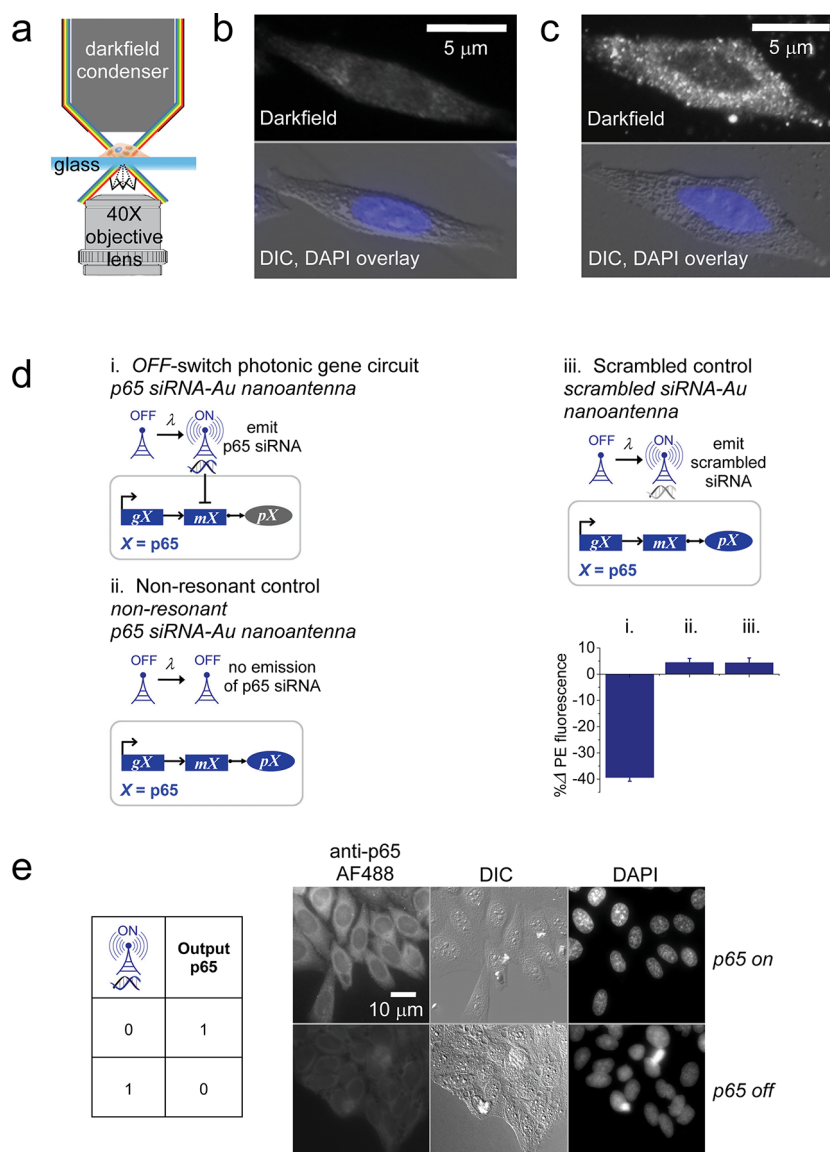 a
darkfield
condenser
glass
40X
objective
lens
b
5 μm
Darkfield
DIC, DAPI overlay
c
5 μm
Darkfield
DIC, DAPI overlay
d
i. OFF-switch photonic gene circuit
p65 siRNA-Au nanoantenna
OFF
λ
ON
emit
p65 siRNA
gX
mX
pX
X = p65
ii. Non-resonant control
non-resonant
p65 siRNA-Au nanoantenna
OFF
λ
OFF
no emission
of p65 siRNA
gX
mX
pX
X = p65
iii. Scrambled control
scrambled siRNA-Au
nanoantenna
OFF
λ
ON
emit
scrambled
siRNA
gX
mX
pX
X = p65
i.
ii.
iii.
%Δ PE fluorescence
10
0
-10
-20
-30
-40
e
ON
Output
p65
0
1
1
0
anti-p65
AF488
DIC
DAPI
10 μm
p65 on
p65 off